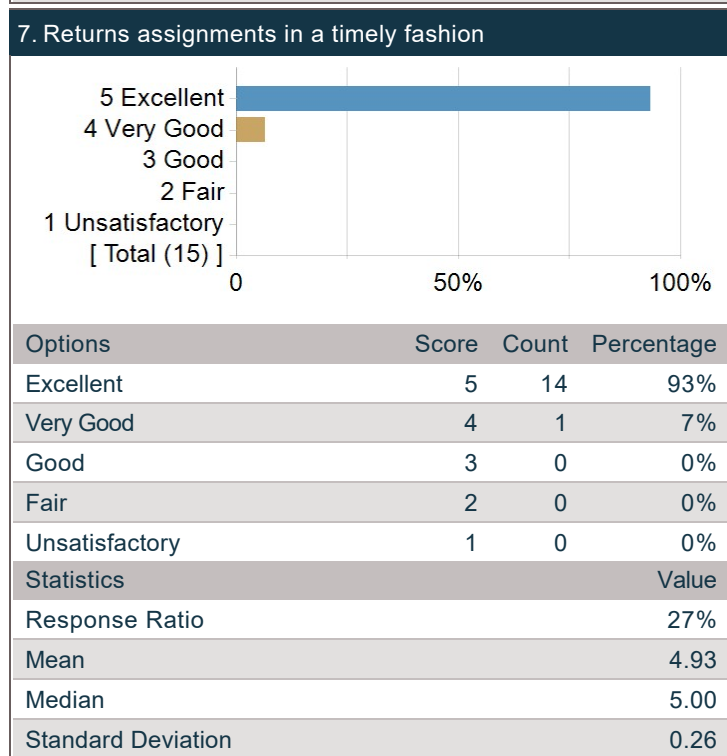 7. Returns assignments in a timely fashion
5 Excellent
4 Very Good
3 Good
2 Fair
1 Unsatisfactory
[ Total (15) ]
0 50% 100%
Options Score Count Percentage
Excellent 5 14 93%
Very Good 4 1 7%
Good 3 0 0%
Fair 2 0 0%
Unsatisfactory 1 0 0%
Statistics Value
Response Ratio 27%
Mean 4.93
Median 5.00
Standard Deviation 0.26